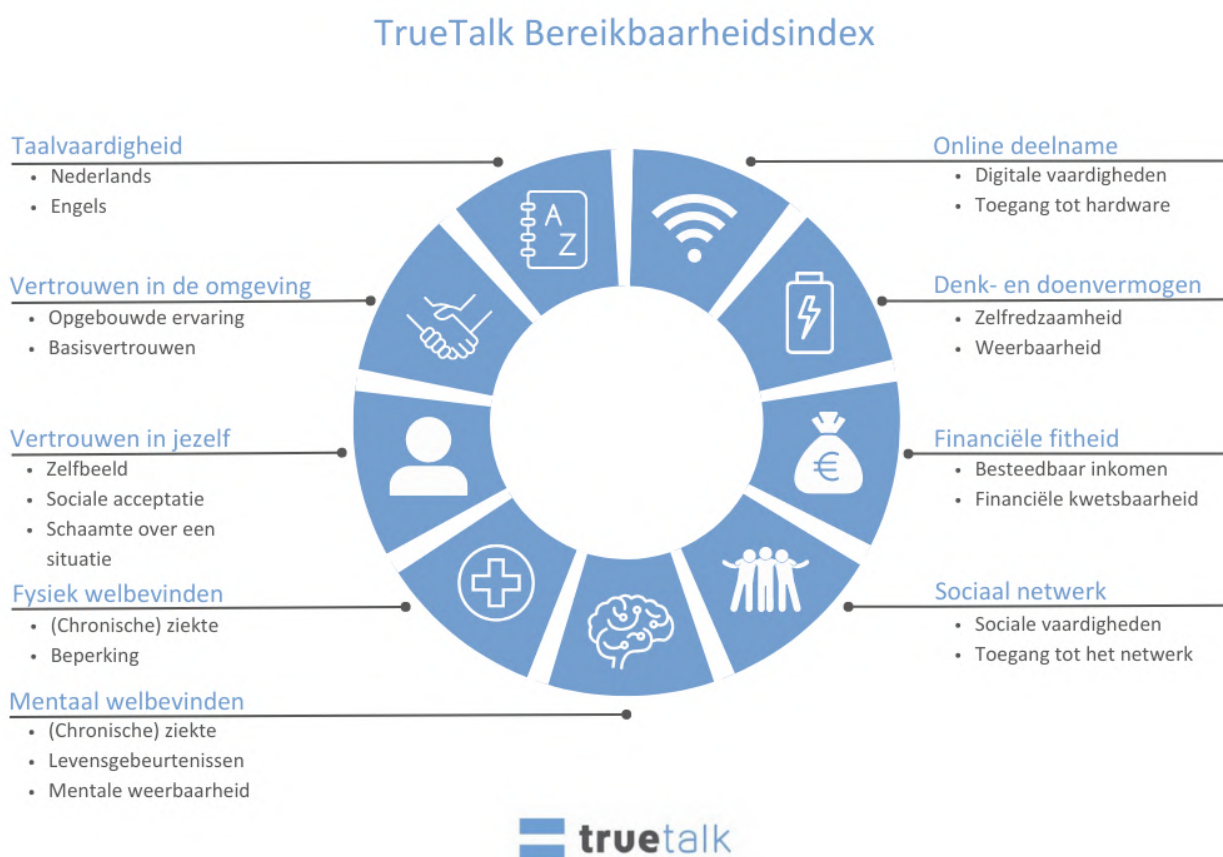 TrueTalk Bereikbaarheidsindex
Taalvaardigheid
• Nederlands
• Engels
Vertrouwen in de omgeving
• Opgebouwde ervaring
• Basisvertrouwen
Vertrouwen in jezelf
• Zelfbeeld
• Sociale acceptatie
• Schaamte over een
situatie
Fysiek welbevinden
• (Chronische) ziekte
• Beperking
Mentaal welbevinden
• (Chronische) ziekte
• Levensgebeurtenissen
• Mentale weerbaarheid
A
Z
€
Online deelname
• Digitale vaardigheden
• Toegang tot hardware
Denk- en doenvermogen
• Zelfredzaamheid
• Weerbaarheid
Financiële fitheid
• Besteedbaar inkomen
• Financiële kwetsbaarheid
Sociaal netwerk
• Sociale vaardigheden
• Toegang tot het netwerk
truetalk